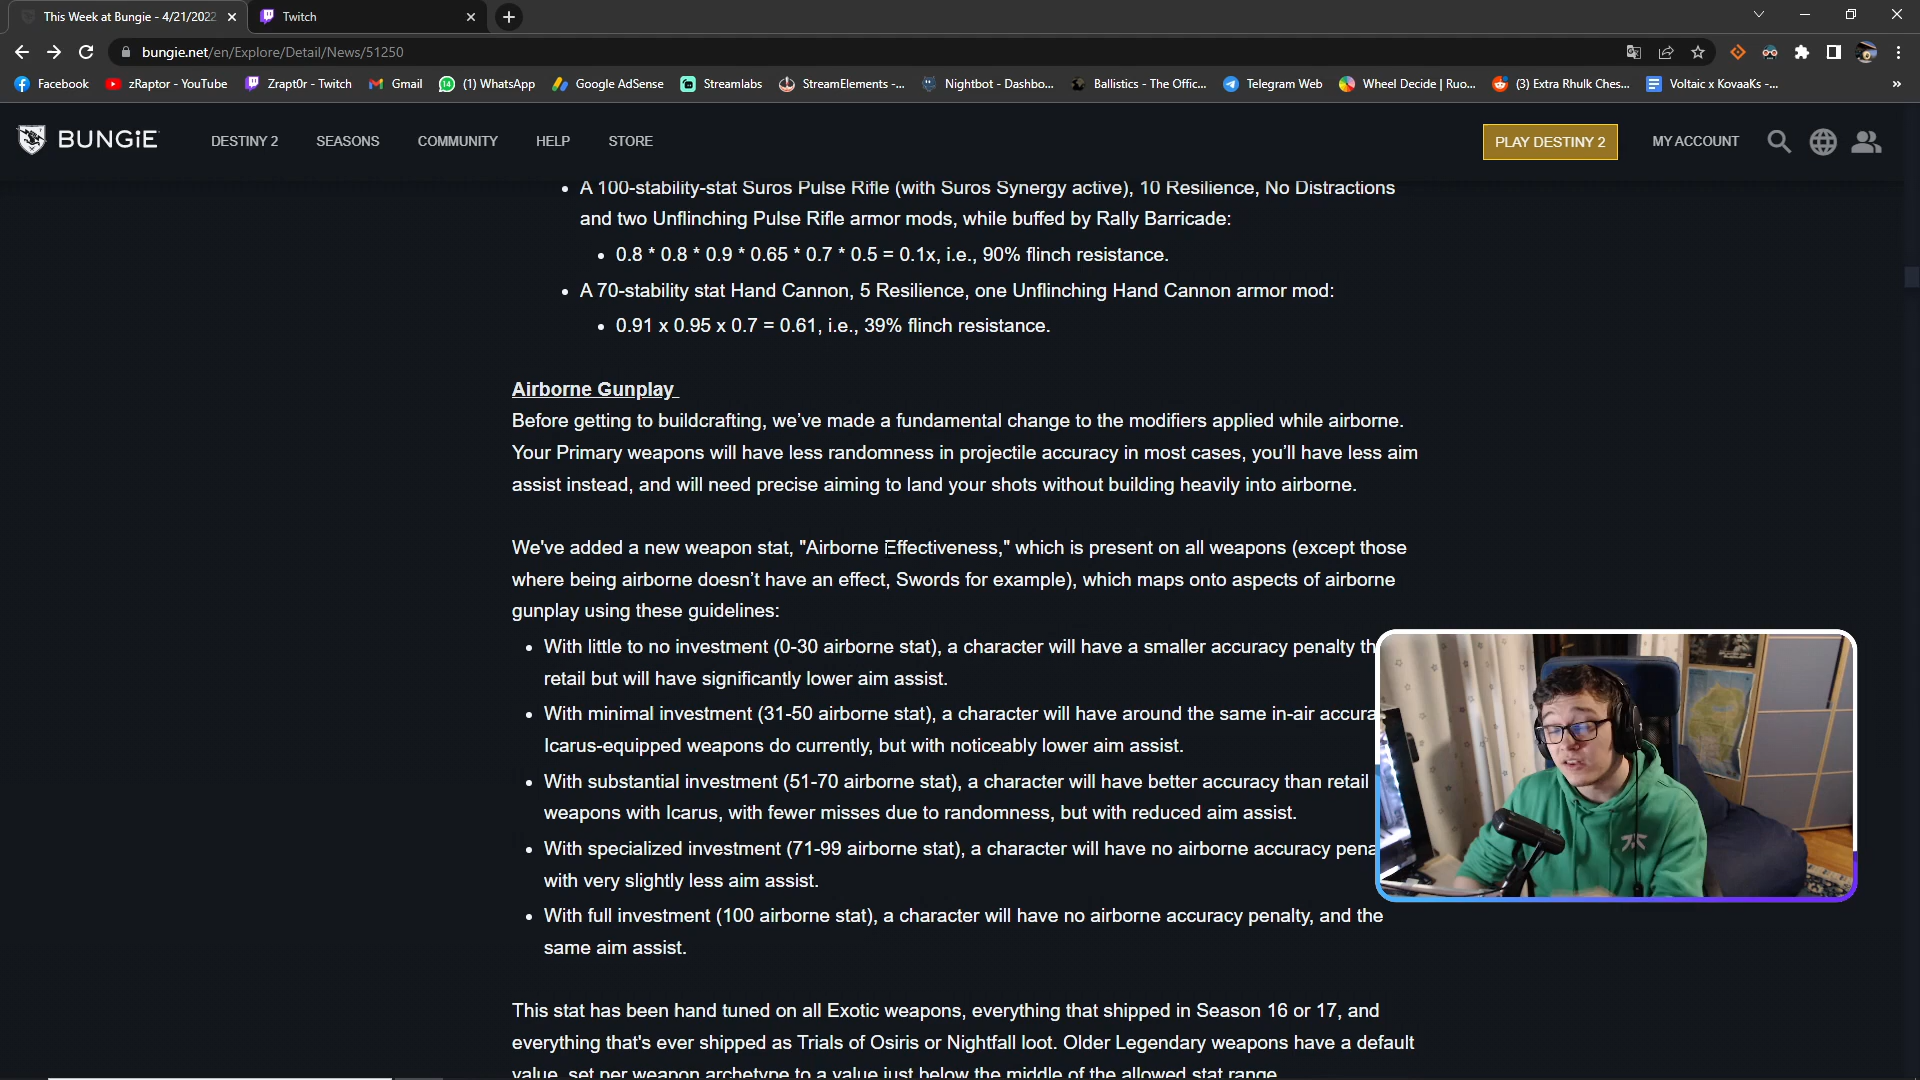 This Week at Bungie - 4/21/2022
Twitch
bungie.net/en/Explore/Detail/News/51250
Facebook
zRaptor - YouTube
Zrapt0r - Twitch
Gmail
(1) WhatsApp
Google AdSense
Streamlabs
StreamElements -...
Nightbot - Dashbo...
Ballistics - The Offic...
Telegram Web
Wheel Decide | Ruo...
(3) Extra Rhulk Ches...
Voltaic x KovaaKs -...
BUNGiE
DESTINY 2
SEASONS
COMMUNITY
HELP
STORE
PLAY DESTINY 2
MY ACCOUNT
• A 100-stability-stat Suros Pulse Rifle (with Suros Synergy active), 10 Resilience, No Distractions
and two Unflinching Pulse Rifle armor mods, while buffed by Rally Barricade:
• 0.8 * 0.8 * 0.9 * 0.65 * 0.7 * 0.5 = 0.1x, i.e., 90% flinch resistance.
• A 70-stability stat Hand Cannon, 5 Resilience, one Unflinching Hand Cannon armor mod:
• 0.91 x 0.95 x 0.7 = 0.61, i.e., 39% flinch resistance.
Airborne Gunplay
Before getting to buildcrafting, we’ve made a fundamental change to the modifiers applied while airborne.
Your Primary weapons will have less randomness in projectile accuracy in most cases, you’ll have less aim
assist instead, and will need precise aiming to land your shots without building heavily into airborne.
We've added a new weapon stat, "Airborne Effectiveness," which is present on all weapons (except those
where being airborne doesn’t have an effect, Swords for example), which maps onto aspects of airborne
gunplay using these guidelines:
• With little to no investment (0-30 airborne stat), a character will have a smaller accuracy penalty th
retail but will have significantly lower aim assist.
• With minimal investment (31-50 airborne stat), a character will have around the same in-air accura
Icarus-equipped weapons do currently, but with noticeably lower aim assist.
• With substantial investment (51-70 airborne stat), a character will have better accuracy than retail
weapons with Icarus, with fewer misses due to randomness, but with reduced aim assist.
• With specialized investment (71-99 airborne stat), a character will have no airborne accuracy pena
with very slightly less aim assist.
• With full investment (100 airborne stat), a character will have no airborne accuracy penalty, and the
same aim assist.
This stat has been hand tuned on all Exotic weapons, everything that shipped in Season 16 or 17, and
everything that's ever shipped as Trials of Osiris or Nightfall loot. Older Legendary weapons have a default
value, set per weapon archetype to a value just below the middle of the allowed stat range.